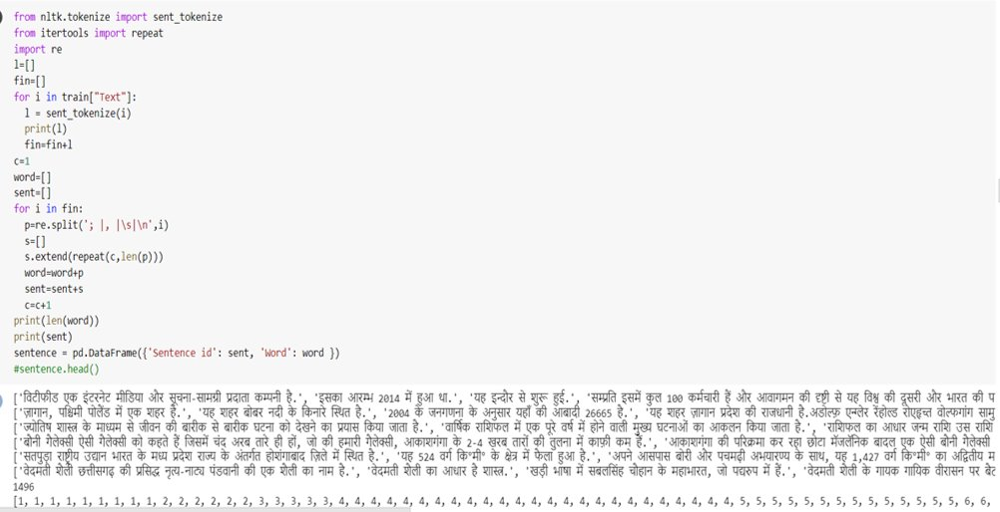 from nltk.tokenize import sent_tokenize
from itertools import repeat
import re
l=[]
fin=[]
for i in train["Text"]:
  l = sent_tokenize(i)
  print(l)
  fin=fin+l
c=1
word=[]
sent=[]
for i in fin:
  p=re.split('; |, |\s|\n',i)
  s=[]
  s.extend(repeat(c,len(p)))
  word=word+p
  sent=sent+s
  c=c+1
print(len(word))
print(sent)
sentence = pd.DataFrame({'Sentence id': sent, 'Word': word })
#sentence.head()
['विटीफीड एक इंटरनेट मीडिया और सूचना-सामग्री प्रदाता कम्पनी है.', 'इसका आरम्भ 2014 में हुआ था.', 'यह इन्दौर से शुरू हुई.', 'सम्प्रति इसमें कुल 100 कर्मचारी हैं और आवागमन की दृष्टी से यह विश्व की दूसरी और भारत की प
['ज़ागान, पश्चिमी पोलैंड में एक शहर है.', 'यह शहर बोबर नदी के किनारे स्थित है.', '2004 के जनगणना के अनुसार यहाँ की आबादी 26665 है.', 'यह शहर ज़ागान प्रदेश की राजधानी है.अडोल्फ़ एन्ग्लेर वोल्फगांग सामु
['ज्योतिष शास्त्र के माध्यम से जीवन की बारीक से बारीक घटना को देखने का प्रयास किया जाता है.', 'वार्षिक राशिफल में एक पूरे वर्ष में होने वाली मुख्य घटनाओं का आकलन किया जाता है.', 'राशिफल का आधार जन्म राशि उस राशि
['बौनी गैलेक्सी ऐसी गैलेक्सी को कहते हैं जिसमें चंद अरब तारे ही हों, जो की हमारी गैलेक्सी, आकाशगंगा के 2-4 खरब तारों की तुलना में काफ़ी कम हैं.', 'आकाशगंगा की परिक्रमा कर रहा छोटा मॅजलॅनिक बादल एक ऐसी बौनी गैलेक्सी
['सतपुड़ा राष्ट्रीय उद्यान भारत के मध्य प्रदेश राज्य के अंतर्गत होशंगाबाद ज़िले में स्थित है.', 'यह 524 वर्ग कि॰मी॰ के क्षेत्र में फैला हुआ है.', 'अपने आसपास बोरी और पचमढ़ी अभयारण्य के साथ, यह 1,427 वर्ग कि॰मी॰ का अद्वितीय म
['वेदमती शैली छत्तीसगढ़ की प्रसिद्ध नृत्य-नाट्य पंडवानी की एक शैली का नाम है.', 'वेदमती शैली का आधार है शास्त्र.', 'खड़ी भाषा में सबलसिंह चौहान के महाभारत, जो पद्यरुप में हैं.', 'वेदमती शैली के गायक गायिक वीरासन पर बैट
1496
[1, 1, 1, 1, 1, 1, 1, 1, 1, 2, 2, 2, 2, 2, 2, 3, 3, 3, 3, 3, 4, 4, 4, 4, 4, 4, 4, 4, 4, 4, 4, 4, 4, 4, 4, 4, 4, 4, 4, 4, 4, 4, 4, 4, 4, 5, 5, 5, 5, 5, 5, 5, 5, 5, 5, 5, 5, 5, 5, 6, 6,